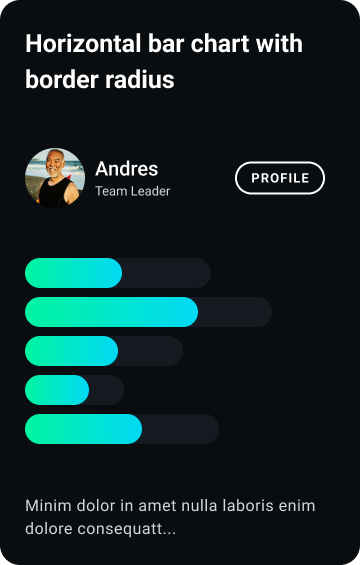 Horizontal bar chart with
border radius
Andres
Team Leader
PROFILE
Minim dolor in amet nulla laboris enim
dolore consequatt...